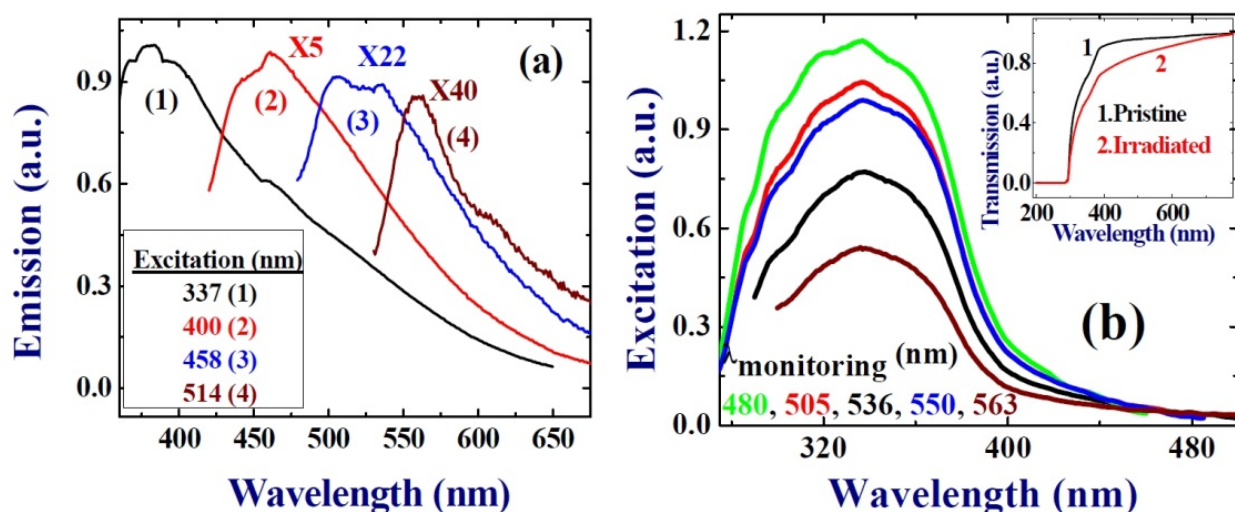 Emission (a.u.)
0.9
0.6
0.3
0.0
(a)
X5
X22
X40
(1)
(2)
(3)
(4)
Excitation (nm)
337 (1)
400 (2)
458 (3)
514 (4)
400 450 500 550 600 650
Wavelength (nm)
Excitation (a.u.)
1.2
0.9
0.6
0.3
0.0
(b)
monitoring (nm)
480, 505, 536, 550, 563
320 400 480
Wavelength (nm)
Transmission (a.u.)
0.8
0.4
0.0
1
2
1.Pristine
2.Irradiated
200 400 600
Wavelength (nm)